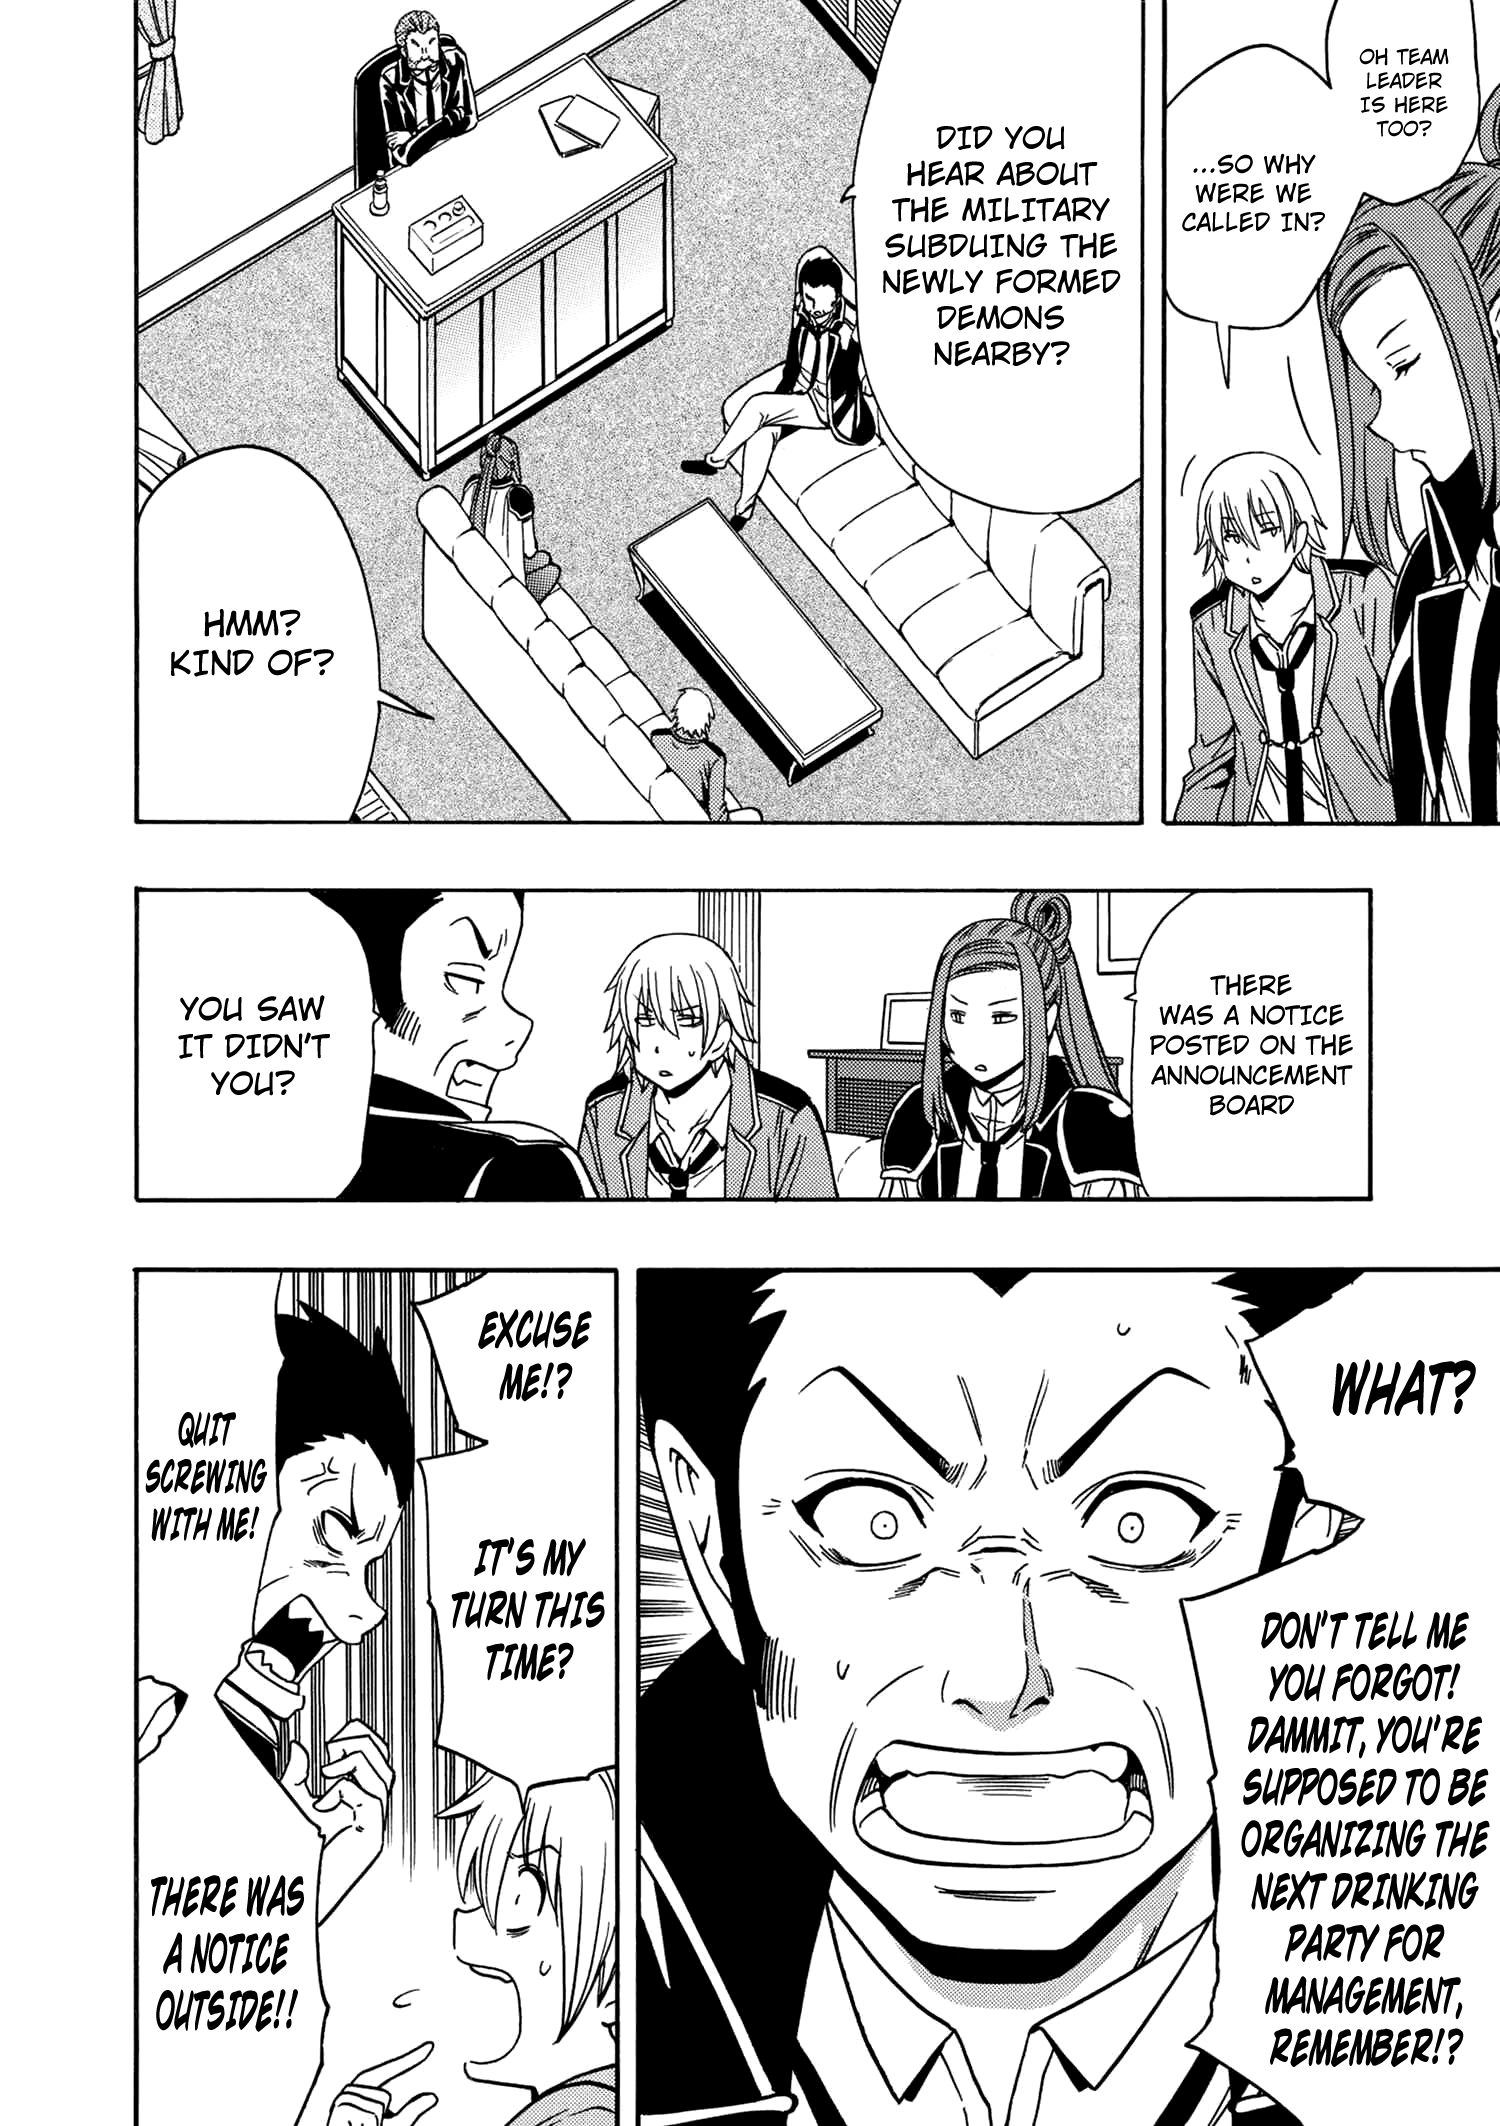 OH TEAM
LEADER
IS HERE
TOO?
...SO WHY
WERE WE
CALLED IN?
DID YOU
HEAR ABOUT
THE MILITARY
SUBDUING THE
NEWLY FORMED
DEMONS
NEARBY?
HMM?
KIND OF?
THERE
WAS A NOTICE
POSTED ON THE
ANNOUNCEMENT
BOARD
YOU SAW
IT DIDN'T
YOU?
WHAT?
DON'T TELL ME
YOU FORGOT!
DAMMIT, YOU'RE
SUPPOSED TO BE
ORGANIZING THE
NEXT DRINKING
PARTY FOR
MANAGEMENT,
REMEMBER!?
EXCUSE
ME!?
IT'S MY
TURN THIS
TIME?
QUIT
SCREWING
WITH ME!
THERE WAS
A NOTICE
OUTSIDE!!